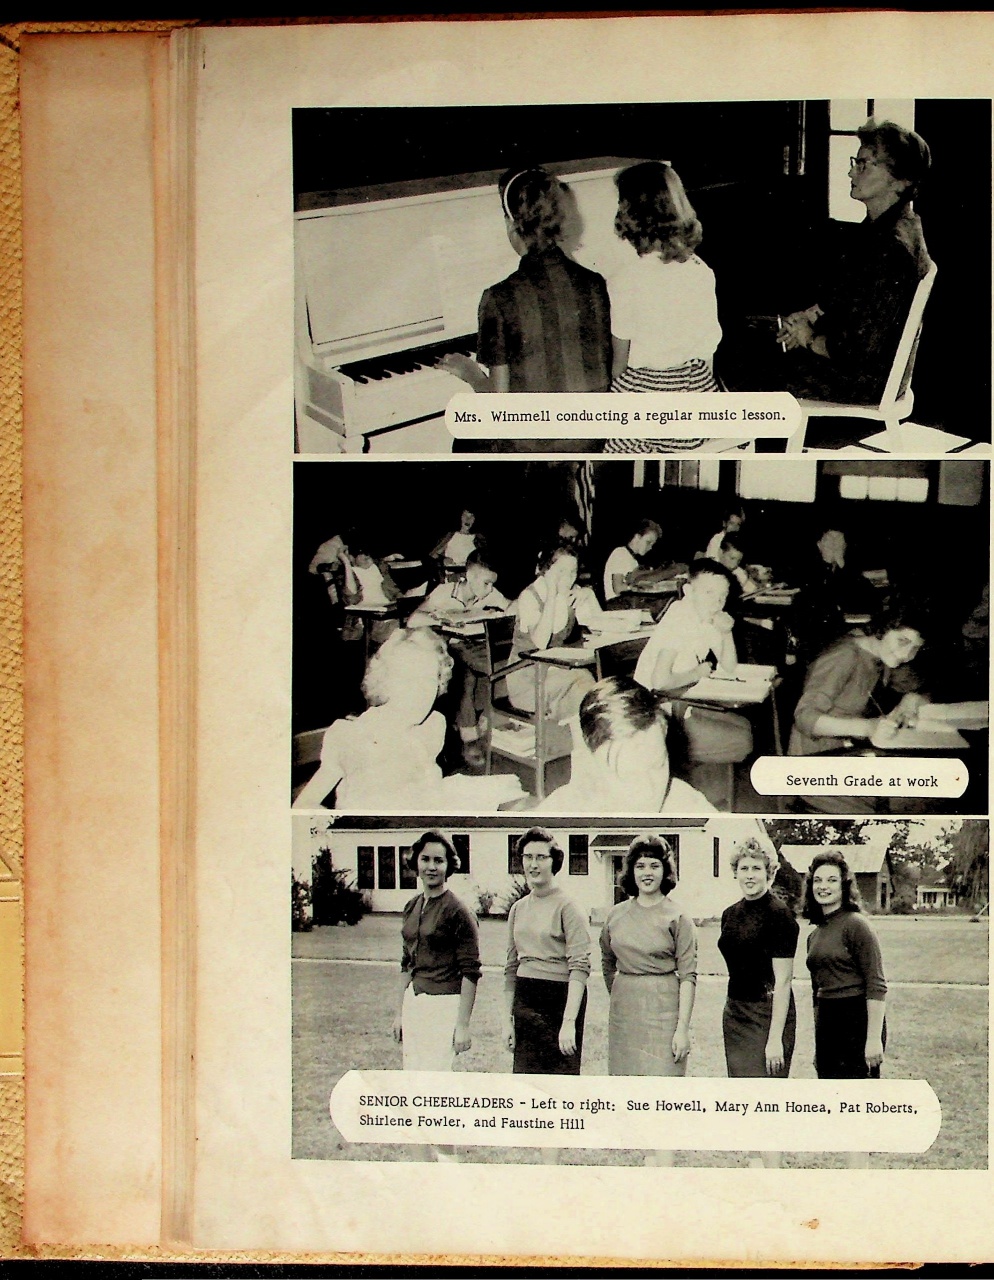 Mrs. Wimmell conducting a regular music lesson.
Seventh Grade at work
SENIOR CHEERLEADERS - Left to right: Sue Howell, Mary Ann Honea, Pat Roberts,
Shirlene Fowler, and Faustine Hill